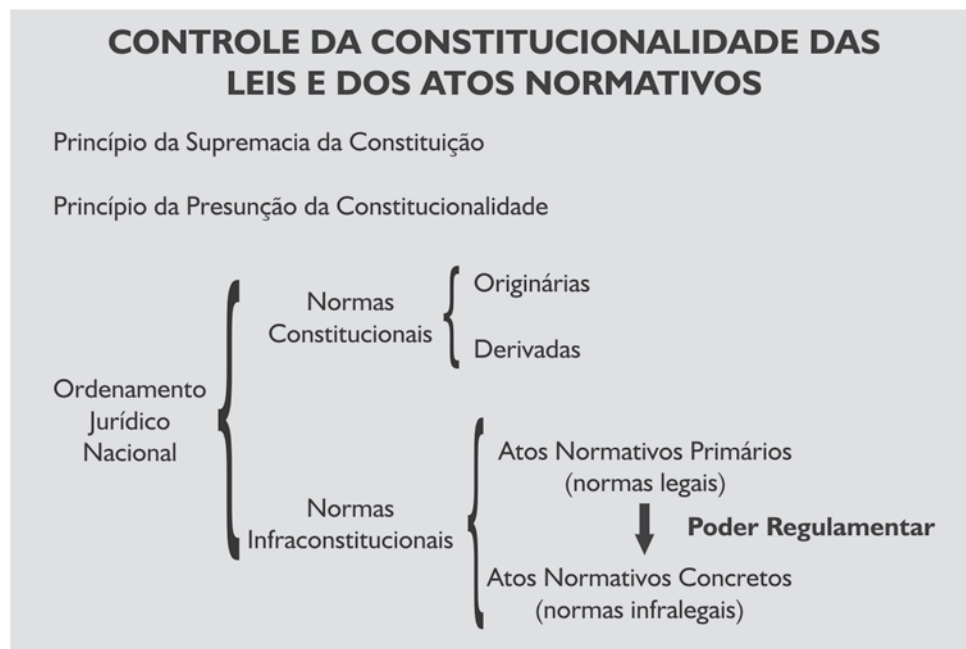 CONTROLE DA CONSTITUCIONALIDADE DAS
LEIS E DOS ATOS NORMATIVOS
Princípio da Supremacia da Constituição
Princípio da Presunção da Constitucionalidade
Ordenamento
Jurídico
Nacional
Normas
Constitucionais
Originárias
Derivadas
Normas
Infraconstitucionais
Atos Normativos Primários
(normas legais)
Poder Regulamentar
Atos Normativos Concretos
(normas infralegais)